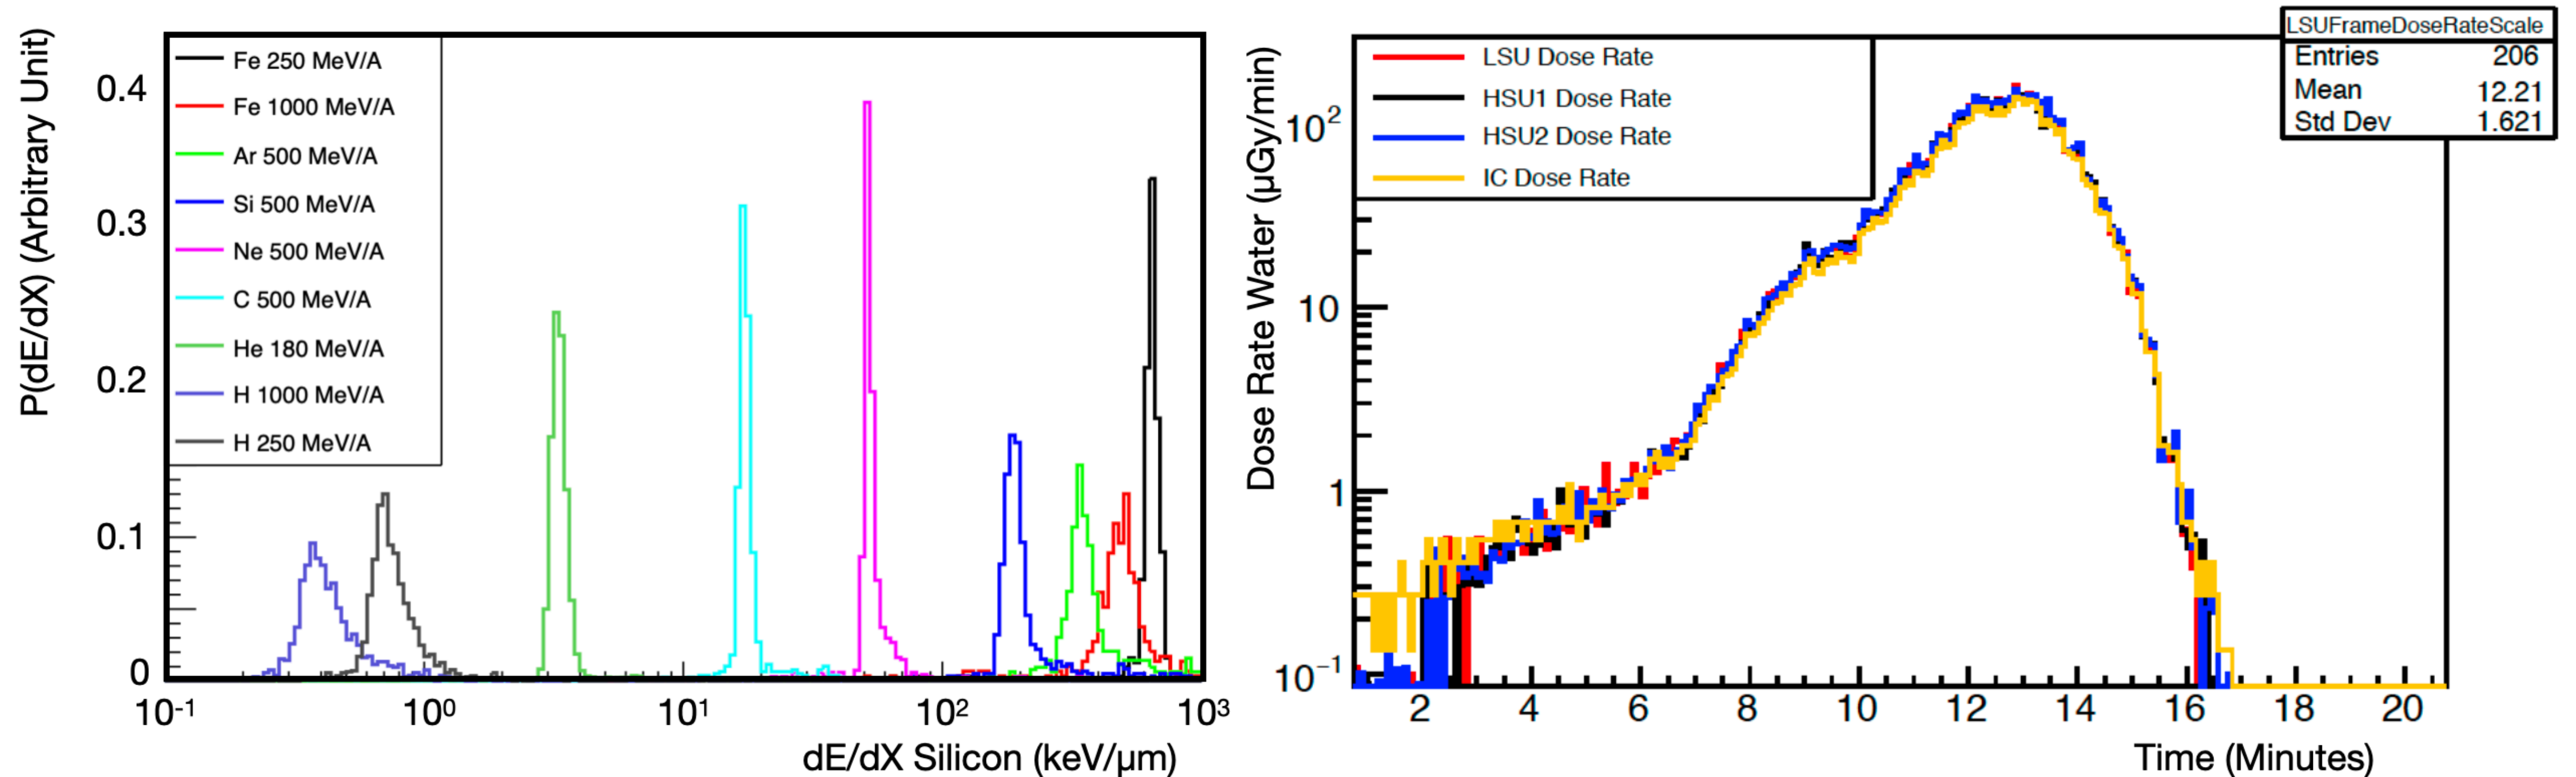 P(dE/dX) (Arbitrary Unit)
0.4
0.3
0.2
0.1
0
Fe 250 MeV/A
Fe 1000 MeV/A
Ar 500 MeV/A
Si 500 MeV/A
Ne 500 MeV/A
C 500 MeV/A
He 180 MeV/A
H 1000 MeV/A
H 250 MeV/A
10⁻¹ 10⁰ 10¹ 10² 10³
dE/dX Silicon (keV/µm)
Dose Rate Water (µGy/min)
10²
10
1
10⁻¹
LSU Dose Rate
HSU1 Dose Rate
HSU2 Dose Rate
IC Dose Rate
LSUFrameDoseRateScale
Entries 206
Mean 12.21
Std Dev 1.621
2 4 6 8 10 12 14 16 18 20
Time (Minutes)